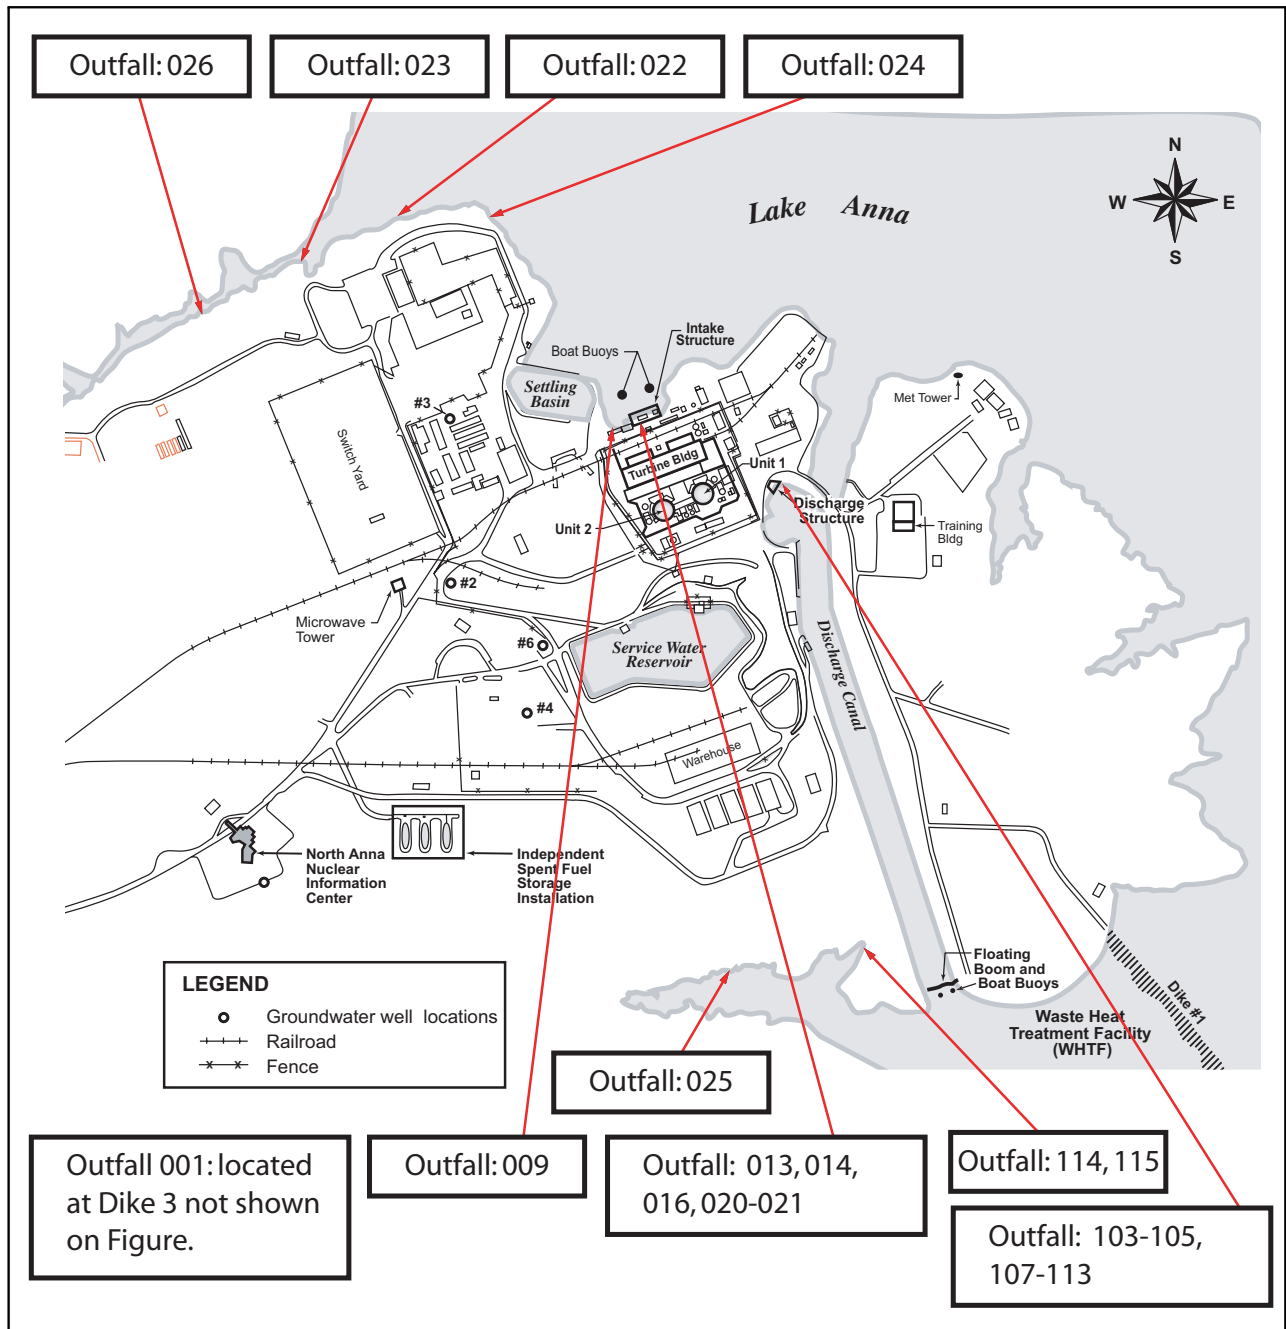 Outfall: 026
Outfall: 023
Outfall: 022
Outfall: 024
N
W
E
S
Lake Anna
Intake
Structure
Boat Buoys
Settling
Basin
Met Tower
#3
Switch Yard
Turbine Bldg
Unit 1
Unit 2
Discharge
Structure
Training
Bldg
#2
Microwave
Tower
#6
Service Water
Reservoir
Discharge Canal
#4
Warehouse
North Anna
Nuclear
Information
Center
Independent
Spent Fuel
Storage
Installation
Floating
Boom and
Boat Buoys
Dike #1
Waste Heat
Treatment Facility
(WHTF)
LEGEND
Groundwater well locations
Railroad
Fence
Outfall: 025
Outfall 001: located
at Dike 3 not shown
on Figure.
Outfall: 009
Outfall: 013, 014,
016, 020-021
Outfall: 114, 115
Outfall: 103-105,
107-113